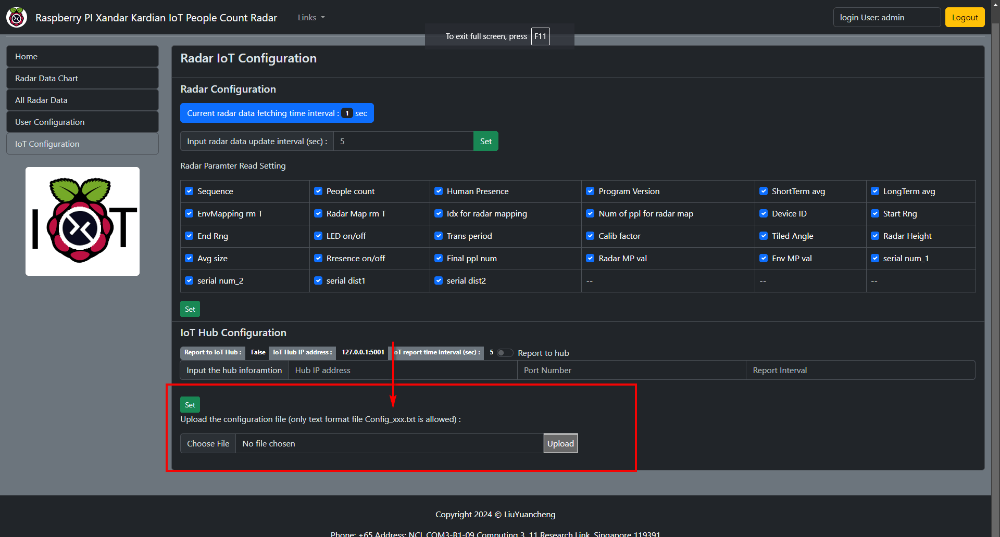 Raspberry PI Xandar Kardian IoT People Count Radar Links login User: admin Logout
To exit full screen, press F11
Home
Radar Data Chart
All Radar Data
User Configuration
IoT Configuration
IOT
Radar IoT Configuration
Radar Configuration
Current radar data fetching time interval : 1 sec
Input radar data update interval (sec) : 5 Set
Radar Paramter Read Setting
Sequence People count Human Presence Program Version ShortTerm avg LongTerm avg
EnvMapping rm T Radar Map rm T Idx for radar mapping Num of ppl for radar map Device ID Start Rng
End Rng LED on/off Trans period Calib factor Tiled Angle Radar Height
Avg size Rresence on/off Final ppl num Radar MP val Env MP val serial num_1
serial num_2 serial dist1 serial dist2 -- -- --
Set
IoT Hub Configuration
Report to IoT Hub : False IoT Hub IP address : 127.0.0.1:5001 IoT report time interval (sec) : 5 Report to hub
Input the hub inforamtion Hub IP address Port Number Report Interval
Set
Upload the configuration file (only text format file Config_xxx.txt is allowed) :
Choose File No file chosen Upload
Copyright 2024 © LiuYuancheng
Phone: +65 Address: NCL COM3-B1-09 Computing 3, 11 Research Link, Singapore 119391